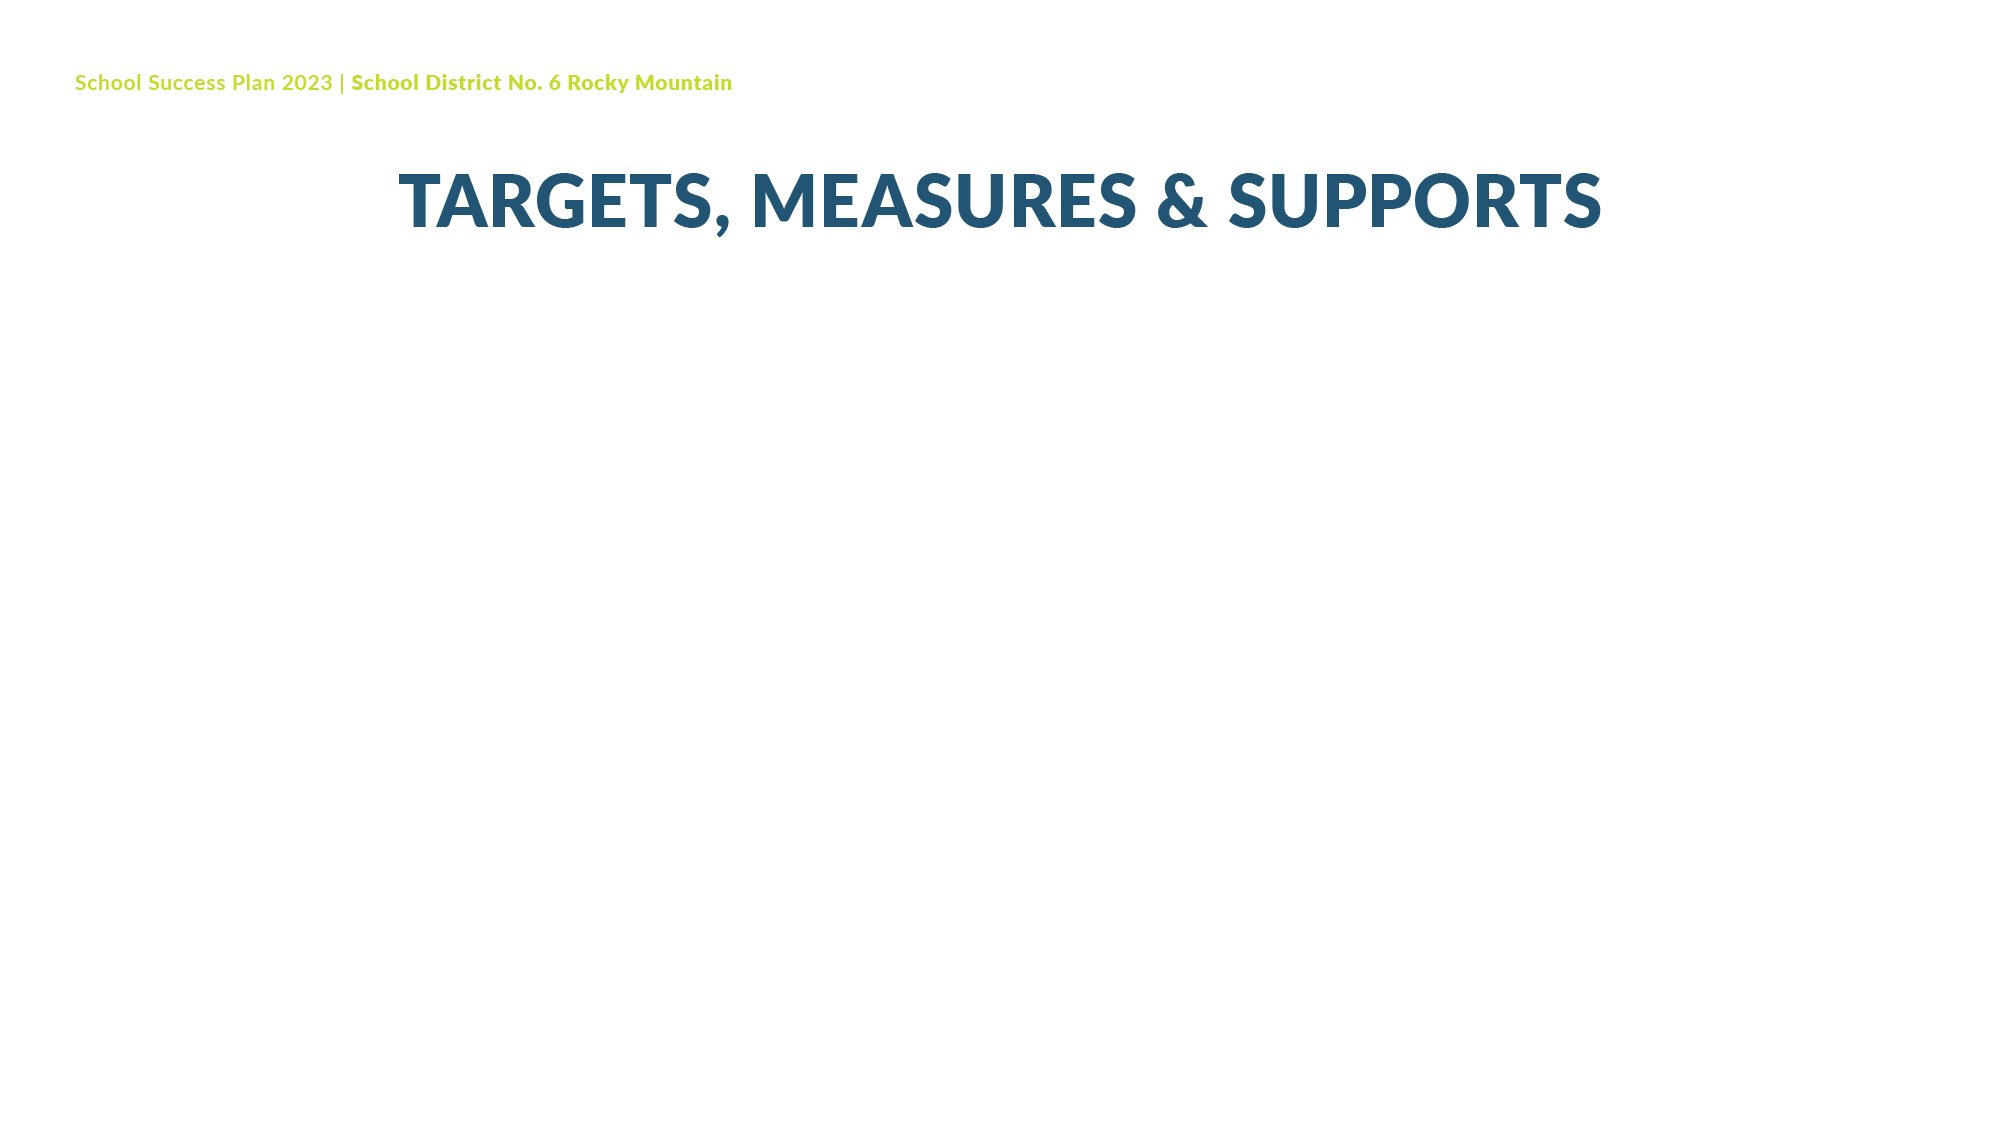 School Success Plan 2023 | School District No. 6 Rocky Mountain
TARGETS, MEASURES & SUPPORTS